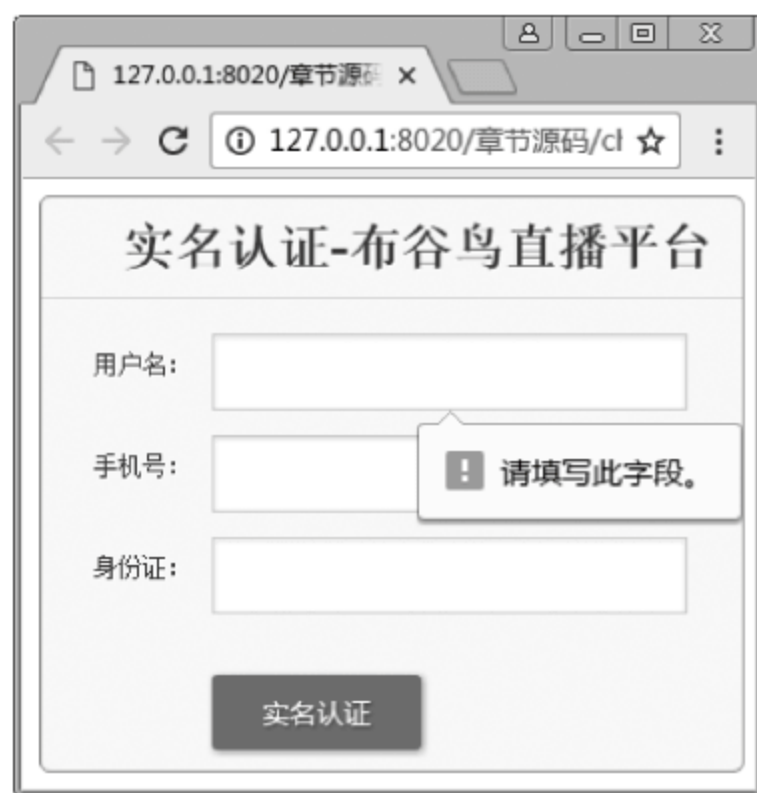 127.0.0.1:8020/章节源码
127.0.0.1:8020/章节源码/cl
实名认证-布谷鸟直播平台
用户名：
手机号：
请填写此字段。
身份证：
实名认证